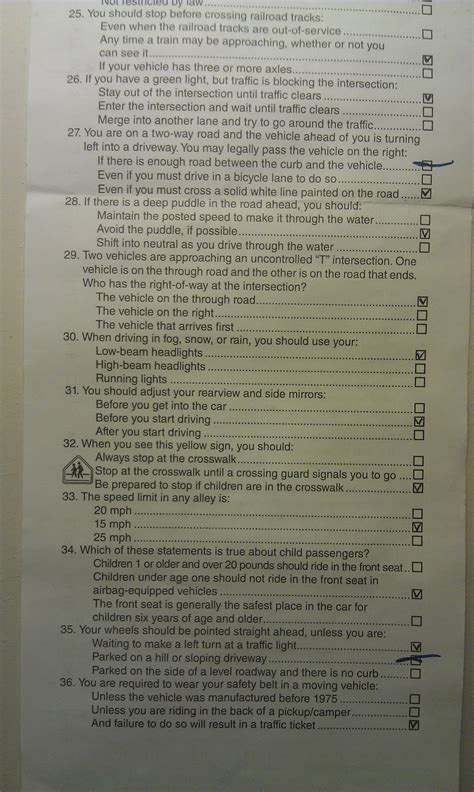 Not restricted by law
25. You should stop before crossing railroad tracks:
Even when the railroad tracks are out-of-service
Any time a train may be approaching, whether or not you
can see it
If your vehicle has three or more axles
26. If you have a green light, but traffic is blocking the intersection:
Stay out of the intersection until traffic clears
Enter the intersection and wait until traffic clears
Merge into another lane and try to go around the traffic
27. You are on a two-way road and the vehicle ahead of you is turning
left into a driveway. You may legally pass the vehicle on the right:
If there is enough road between the curb and the vehicle
Even if you must drive in a bicycle lane to do so
Even if you must cross a solid white line painted on the road
28. If there is a deep puddle in the road ahead, you should:
Maintain the posted speed to make it through the water
Avoid the puddle, if possible
Shift into neutral as you drive through the water
29. Two vehicles are approaching an uncontrolled “T” intersection. One
vehicle is on the through road and the other is on the road that ends.
Who has the right-of-way at the intersection?
The vehicle on the through road
The vehicle on the right
The vehicle that arrives first
30. When driving in fog, snow, or rain, you should use your:
Low-beam headlights
High-beam headlights
Running lights
31. You should adjust your rearview and side mirrors:
Before you get into the car
Before you start driving
After you start driving
32. When you see this yellow sign, you should:
Always stop at the crosswalk
Stop at the crosswalk until a crossing guard signals you to go
Be prepared to stop if children are in the crosswalk
33. The speed limit in any alley is:
20 mph
15 mph
25 mph
34. Which of these statements is true about child passengers?
Children 1 or older and over 20 pounds should ride in the front seat
Children under age one should not ride in the front seat in
airbag-equipped vehicles
The front seat is generally the safest place in the car for
children six years of age and older
35. Your wheels should be pointed straight ahead, unless you are:
Waiting to make a left turn at a traffic light
Parked on a hill or sloping driveway
Parked on the side of a level roadway and there is no curb
36. You are required to wear your safety belt in a moving vehicle:
Unless the vehicle was manufactured before 1975
Unless you are riding in the back of a pickup/camper
And failure to do so will result in a traffic ticket